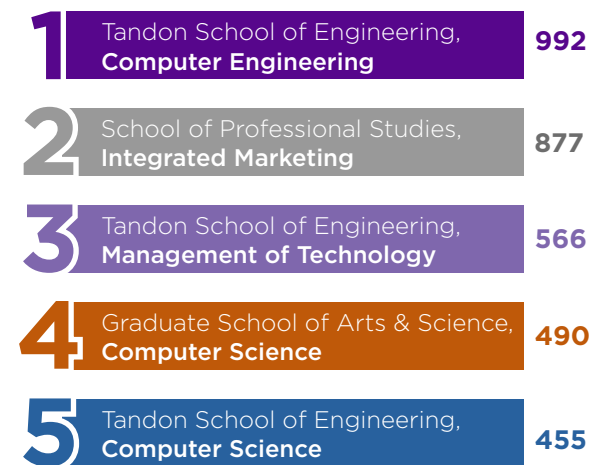 1
Tandon School of Engineering,
Computer Engineering
992
2
School of Professional Studies,
Integrated Marketing
877
3
Tandon School of Engineering,
Management of Technology
566
4
Graduate School of Arts & Science,
Computer Science
490
5
Tandon School of Engineering,
Computer Science
455